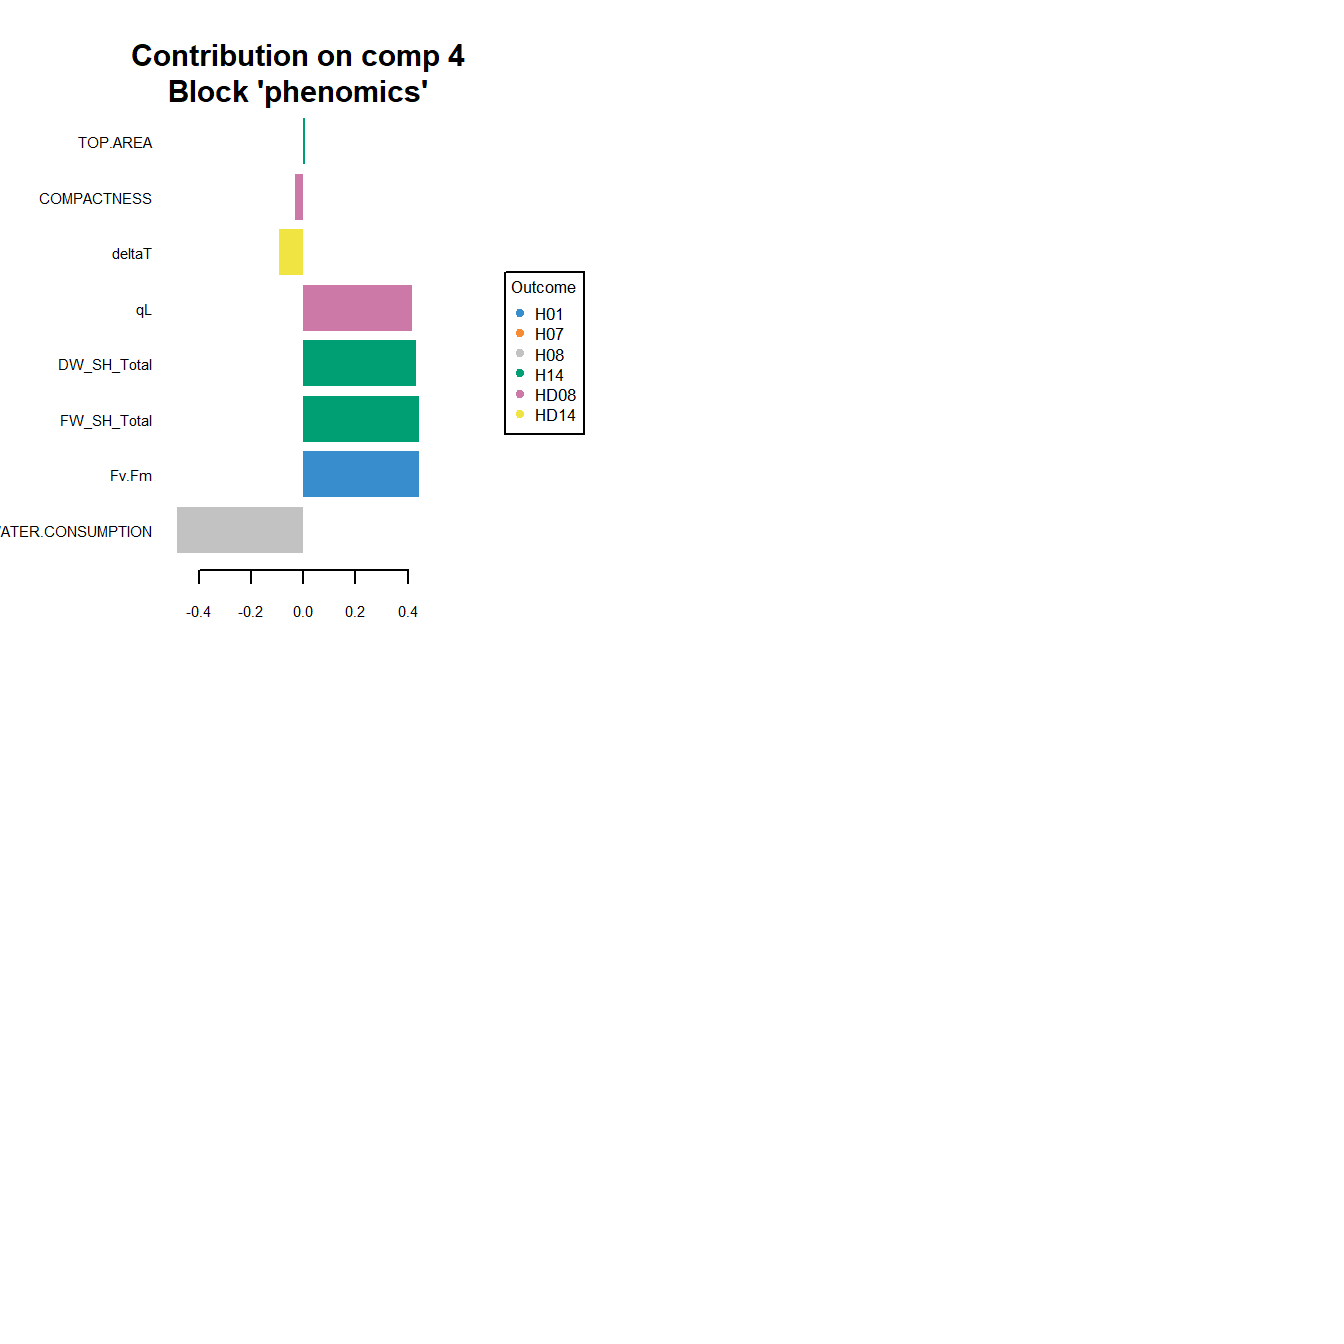 Contribution on comp 4
Block 'phenomics'
TOP.AREA
COMPACTNESS
deltaT
qL
DW_SH_Total
FW_SH_Total
Fv.Fm
ATER.CONSUMPTION
-0.4 -0.2 0.0 0.2 0.4
Outcome
H01
H07
H08
H14
HD08
HD14